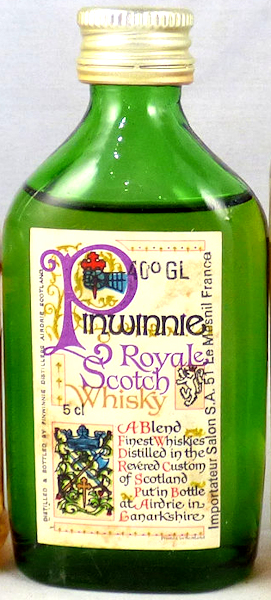 40° GL
Pinwinnie
Royale
Scotch
Whisky
5 cl
A Blend
Finest Whiskies
Distilled in the
Revered Custom
of Scotland
Put in Bottle
at Airdrie in
Lanarkshire
DISTILLED & BOTTLED BY PINWINNIE DISTILLERS AIRDRIE SCOTLAND
Importateur Salon S.A. 51 Le Mesnil France